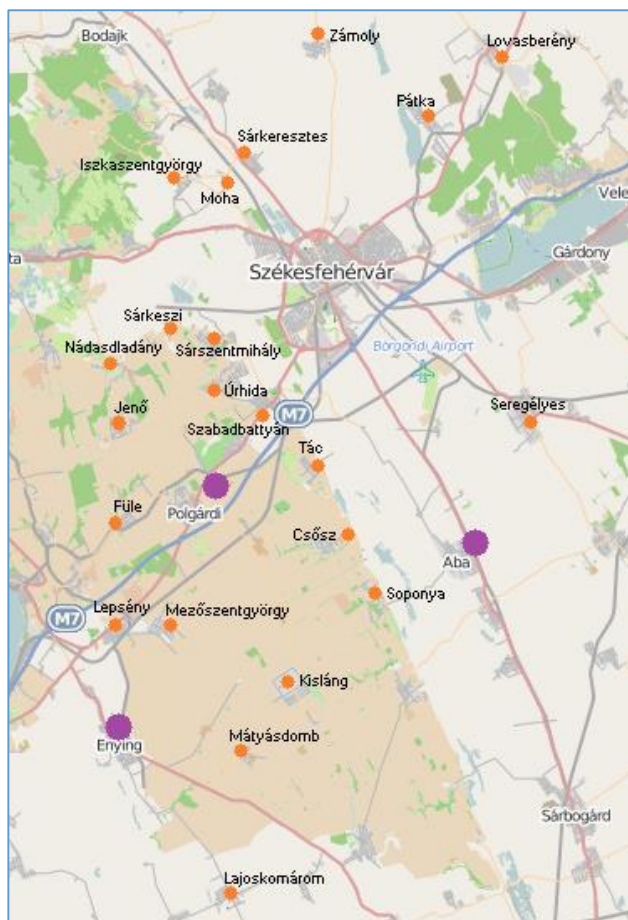 Bodajk
Zámoly
Lovasberény
Pátka
Sárkeresztes
Iszkaszentgyörgy
Moha
Vele
ta
Gárdony
Székesfehérvár
Sárkeszi
Sárszentmihály
Börgöndi Airport
Nádasdladány
Úrhida
Jenő
M7
Seregélyes
Szabadbattyán
Tác
Polgárdi
Füle
Csősz
Aba
Soponya
Lepsény
Mezőszentgyörgy
M7
Kisláng
Enying
Mátyásdomb
Sárbogárd
Lajoskomárom